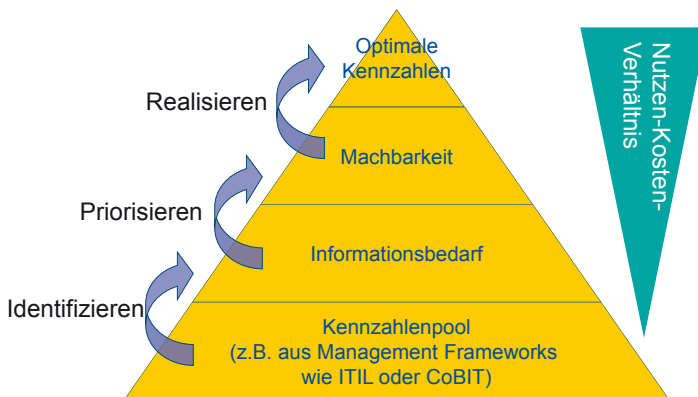 Optimale
Kennzahlen
Realisieren
Machbarkeit
Priorisieren
Informationsbedarf
Identifizieren
Kennzahlenpool
(z.B. aus Management Frameworks
wie ITIL oder CoBIT)
Nutzen-Kosten-
Verhältnis